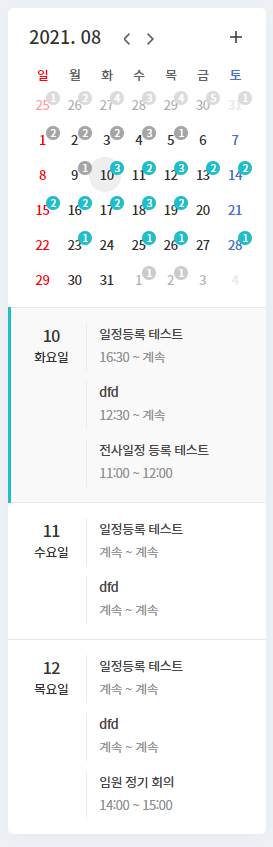 2021. 08
일 월 화 수 목 금 토
25 1 26 2 27 4 28 3 29 4 30 5 31 1
1 2 2 2 3 2 4 3 5 1 6 7
8 9 1 10 3 11 2 12 3 13 2 14 2
15 2 16 2 17 2 18 3 19 2 20 21
22 23 1 24 25 1 26 1 27 28 1
29 30 31 1 1 2 1 3 4
10 일정등록 테스트
화요일 16:30 ~ 계속
dfd
12:30 ~ 계속
전사일정 등록 테스트
11:00 ~ 12:00
11 일정등록 테스트
수요일 계속 ~ 계속
dfd
계속 ~ 계속
12 일정등록 테스트
목요일 계속 ~ 계속
dfd
계속 ~ 계속
임원 정기 회의
14:00 ~ 15:00